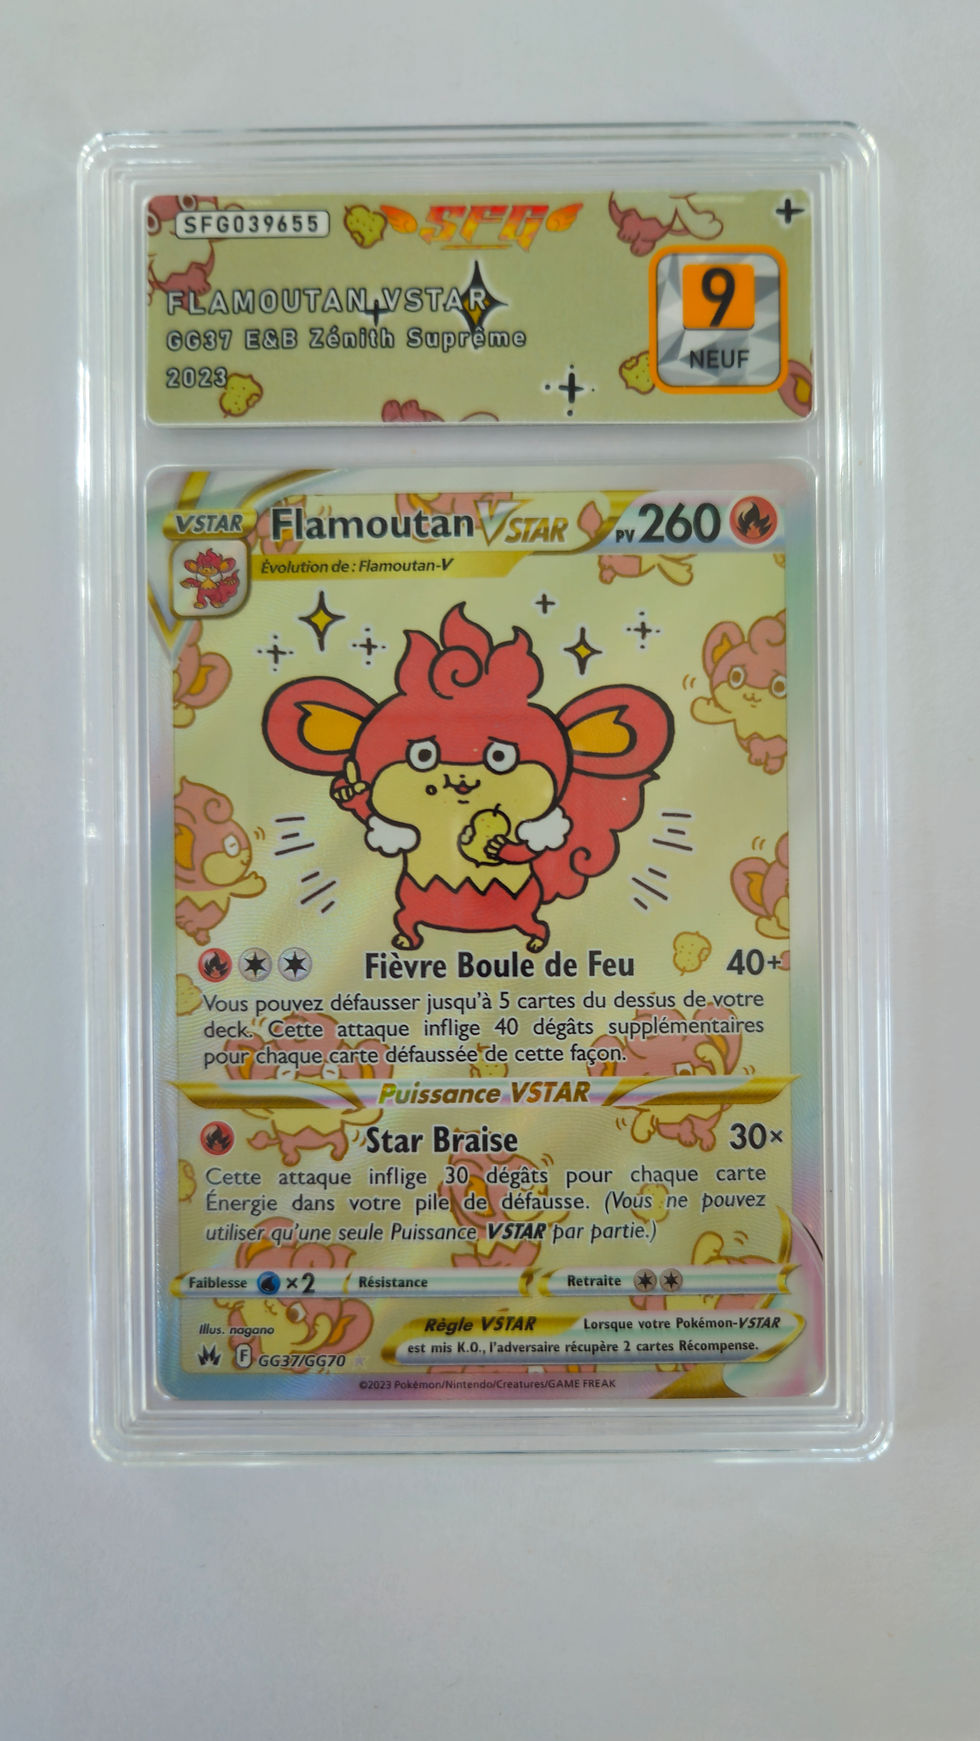 SFG039655
SFG
FLAMOUTAN VSTAR
GG37 E&B Zénith Suprême
2023
9
NEUF
VSTAR
Flamoutan VSTAR PV 260
Évolution de : Flamoutan-V
Fièvre Boule de Feu 40+
Vous pouvez défausser jusqu'à 5 cartes du dessus de votre
deck. Cette attaque inflige 40 dégâts supplémentaires
pour chaque carte défaussée de cette façon.
Puissance VSTAR
Star Braise 30×
Cette attaque inflige 30 dégâts pour chaque carte
Énergie dans votre pile de défausse. (Vous ne pouvez
utiliser qu'une seule Puissance VSTAR par partie.)
Faiblesse ×2 Résistance Retraite
Illus. nagano
Règle VSTAR Lorsque votre Pokémon-VSTAR
est mis K.O., l'adversaire récupère 2 cartes Récompense.
F GG37/GG70
©2023 Pokémon/Nintendo/Creatures/GAME FREAK